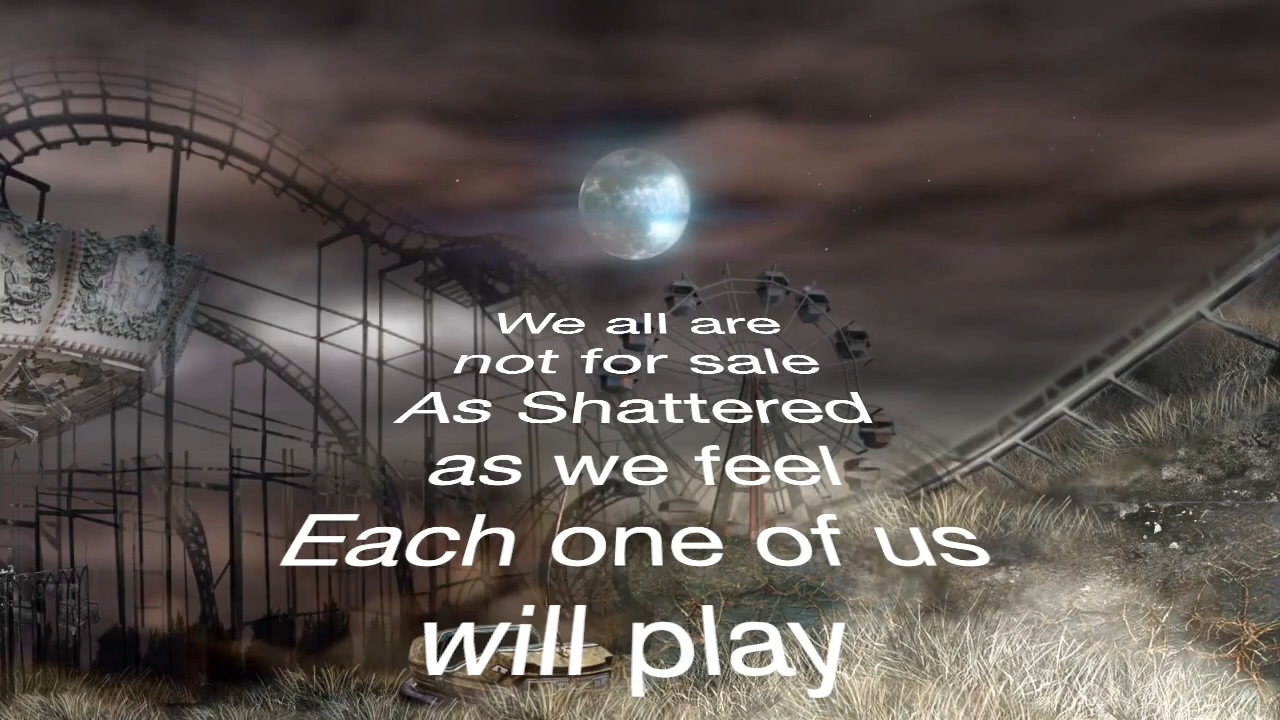 We all are
not for sale
As Shattered
as we feel
Each one of us
will play